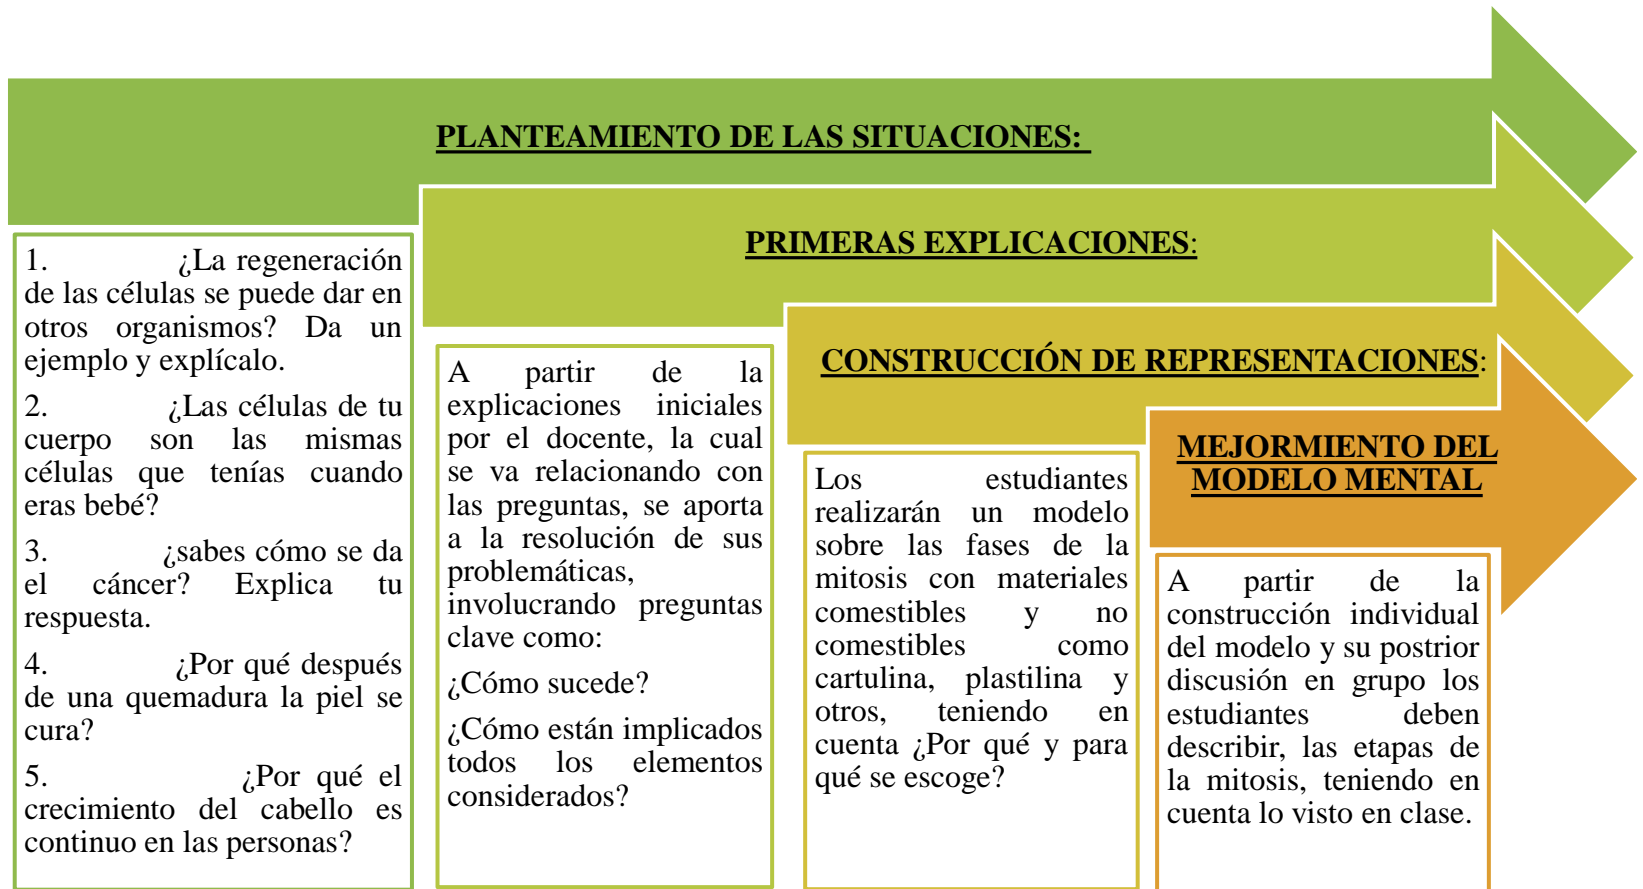 PLANTEAMIENTO DE LAS SITUACIONES:
1. ¿La regeneración
de las células se puede dar en
otros organismos? Da un
ejemplo y explícalo.
2. ¿Las células de tu
cuerpo son las mismas
células que tenías cuando
eras bebé?
3. ¿sabes cómo se da
el cáncer? Explica tu
respuesta.
4. ¿Por qué después
de una quemadura la piel se
cura?
5. ¿Por qué el
crecimiento del cabello es
continuo en las personas?
PRIMERAS EXPLICACIONES:
A partir de la
explicaciones iniciales
por el docente, la cual
se va relacionando con
las preguntas, se aporta
a la resolución de sus
problemáticas,
involucrando preguntas
clave como:
¿Cómo sucede?
¿Cómo están implicados
todos los elementos
considerados?
CONSTRUCCIÓN DE REPRESENTACIONES:
Los estudiantes
realizarán un modelo
sobre las fases de la
mitosis con materiales
comestibles y no
comestibles como
cartulina, plastilina y
otros, teniendo en
cuenta ¿Por qué y para
qué se escoge?
MEJORMIENTO DEL
MODELO MENTAL
A partir de la
construcción individual
del modelo y su postrior
discusión en grupo los
estudiantes deben
describir, las etapas de
la mitosis, teniendo en
cuenta lo visto en clase.